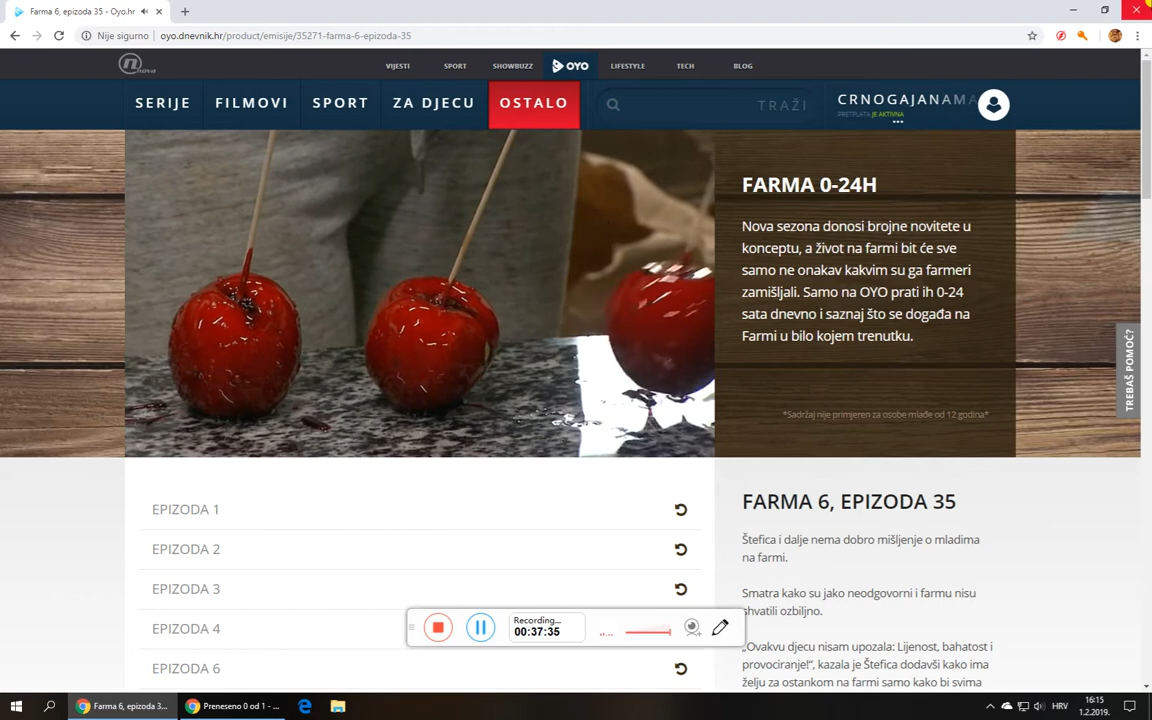 Farma 6, epizoda 35 - Oyo.hr
Nije sigurno
oyo.dnevnik.hr/product/emisije/35271-farma-6-epizoda-35
nova
VIJESTI
SPORT
SHOWBUZZ
OYO
LIFESTYLE
TECH
BLOG
SERIJE
FILMOVI
SPORT
ZA DJECU
OSTALO
TRAŽI
CRNOGAJANAMA
PRETPLATA JE AKTIVNA
FARMA 0-24H
Nova sezona donosi brojne novitete u
konceptu, a život na farmi bit će sve
samo ne onakav kakvim su ga farmeri
zamišljali. Samo na OYO prati ih 0-24
sata dnevno i saznaj što se događa na
Farmi u bilo kojem trenutku.
*Sadržaj nije primjeren za osobe mlađe od 12 godina*
TREBAŠ POMOĆ?
EPIZODA 1
EPIZODA 2
EPIZODA 3
EPIZODA 4
EPIZODA 6
FARMA 6, EPIZODA 35
Štefica i dalje nema dobro mišljenje o mladima
na farmi.
Smatra kako su jako neodgovorni i farmu nisu
shvatili ozbiljno.
„Ovakvu djecu nisam upozala: Lijenost, bahatost i
provociranje!“, kazala je Štefica dodavši kako ima
želju za ostankom na farmi samo kako bi svima
Recording...
00:37:35
Farma 6, epizoda 3...
Preneseno 0 od 1 - ...
HRV
16:15
1.2.2019.